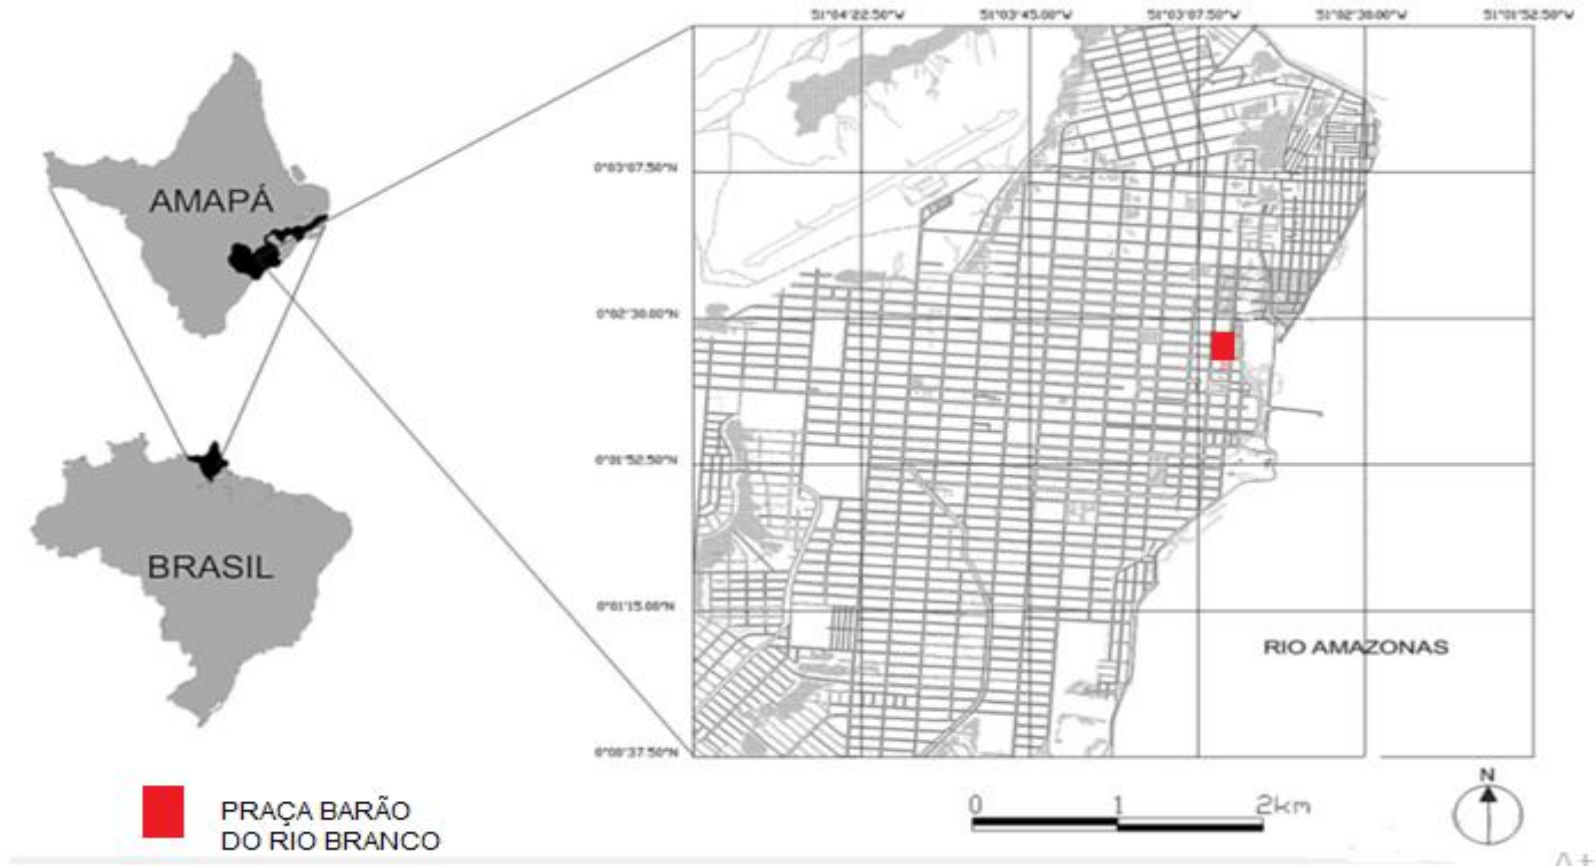 51°04'22.50"W
51°03'45.00"W
51°03'07.50"W
51°02'30.00"W
51°01'52.50"W
0°03'07.50"N
AMAPÁ
0°02'30.00"N
0°01'52.50"N
BRASIL
0°01'15.00"N
RIO AMAZONAS
0°00'37.50"N
N
PRAÇA BARÃO
DO RIO BRANCO
0 1 2km